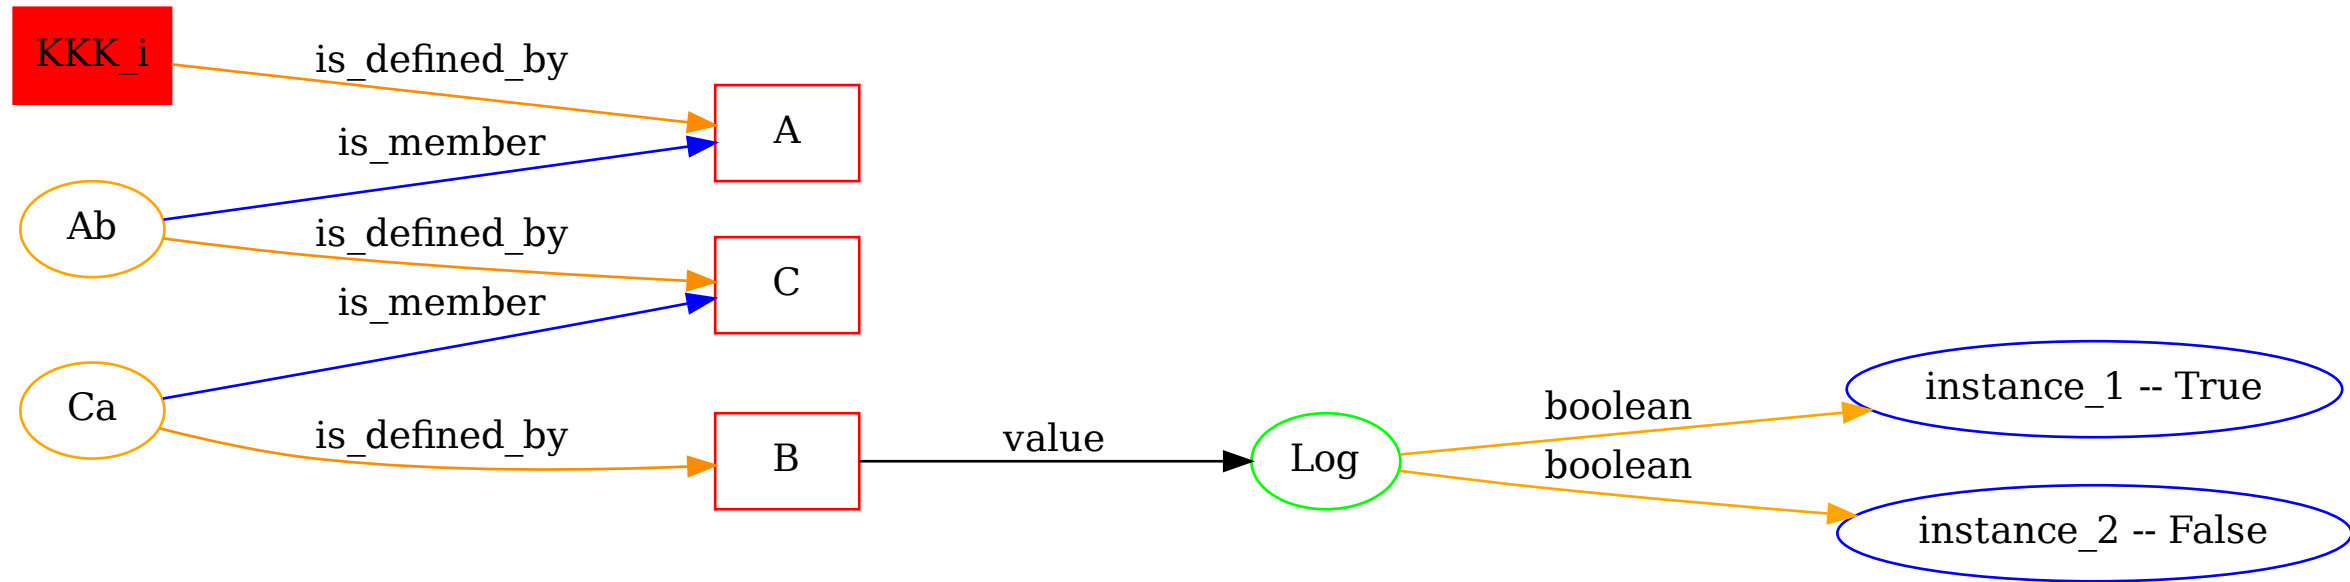 KKK_i
is_defined_by
A
is_member
Ab
is_defined_by
C
is_member
Ca
is_defined_by
B
value
Log
boolean
instance_1 -- True
boolean
instance_2 -- False